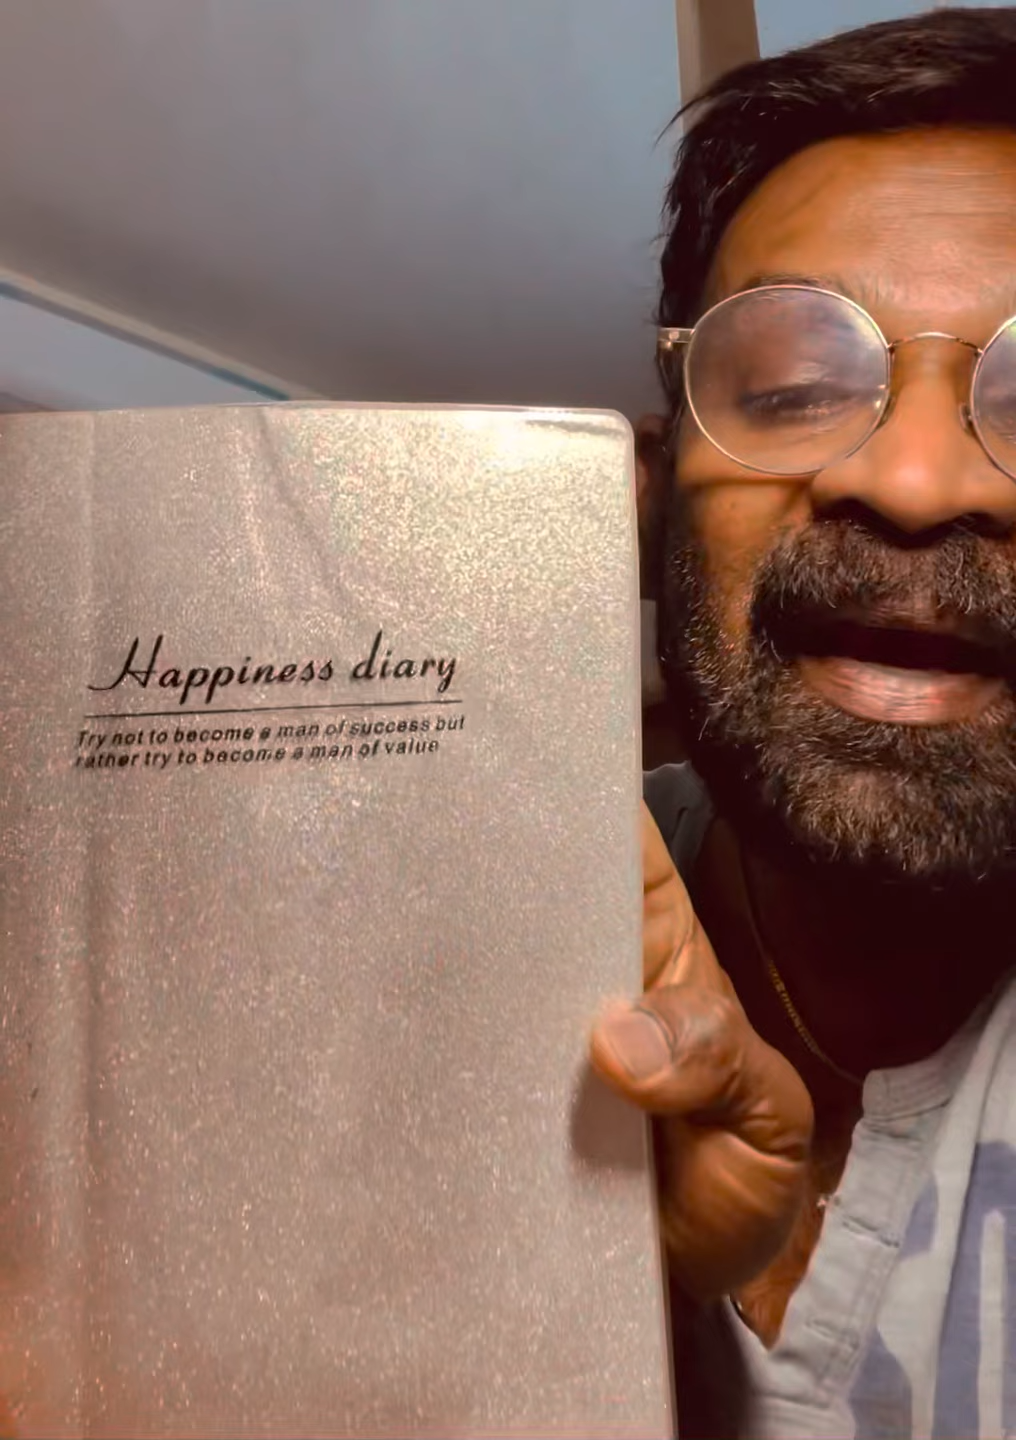 Happiness diary
Try not to become a man of success but
rather try to become a man of value